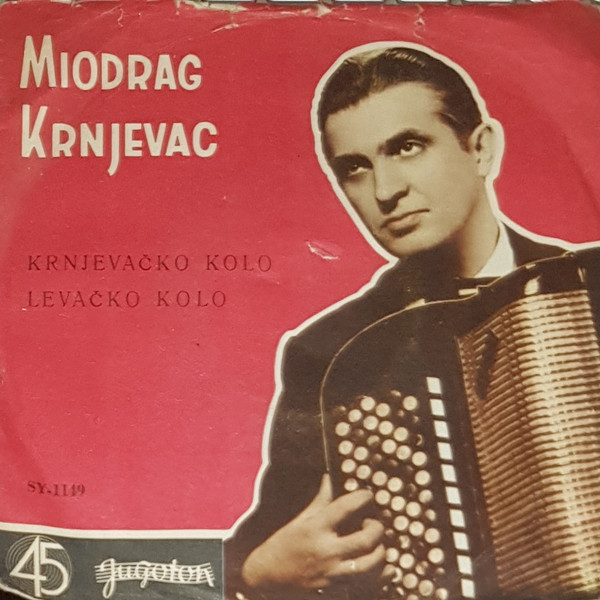 MIODRAG
KRNJEVAC
KRNJEVAČKO KOLO
LEVAČKO KOLO
SY-1149
45
Jugoton